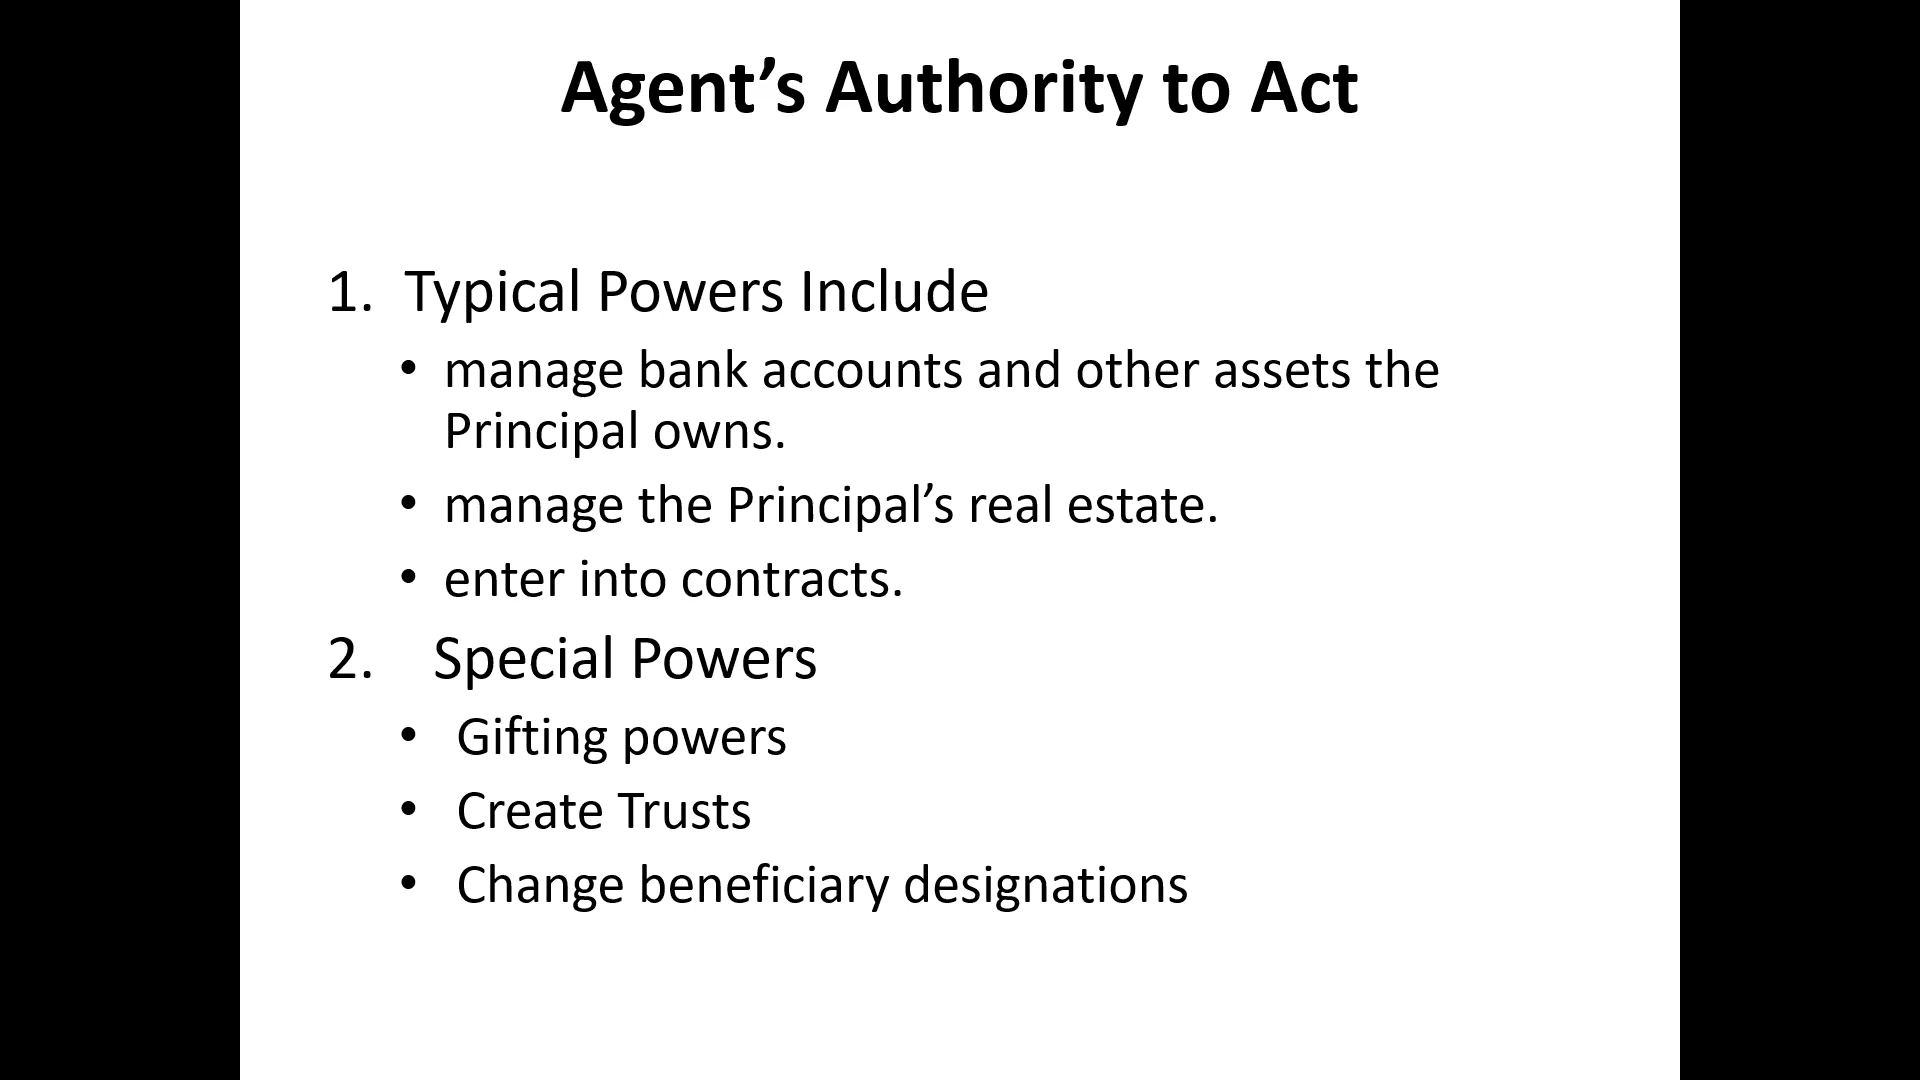 Agent’s Authority to Act
1. Typical Powers Include
• manage bank accounts and other assets the
Principal owns.
• manage the Principal’s real estate.
• enter into contracts.
2. Special Powers
• Gifting powers
• Create Trusts
• Change beneficiary designations